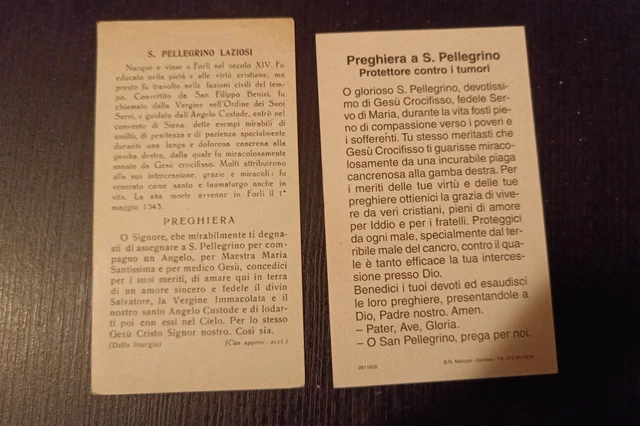 S. PELLEGRINO LAZIOSI
Nacque e visse a Forlì nel secolo XIV. Fu
educato nella pietà e alle virtù cristiane, ma
presto fu travolto nelle fazioni civili del tem-
po. Convertito da San Filippo Benizi, fu
chiamato dalla Vergine nell'Ordine dei Suoi
Servi, e guidato dall'Angelo Custode, entrò nel
convento di Siena: dette esempi mirabili di
umiltà, di penitenza e di pazienza specialmente
durante una lunga e dolorosa cancrena alla
gamba destra, dalla quale fu miracolosamente
sanato da Gesù crocifisso. Molti attribuirono
alla sua intercessione, grazie e miracoli: fu
venerato come santo e taumaturgo anche in
vita. La sua morte avvenne in Forlì il 1°
maggio 1345.
PREGHIERA
O Signore, che mirabilmente ti degna-
sti di assegnare a S. Pellegrino per com-
pagno un Angelo, per Maestra Maria
Santissima e per medico Gesù, concedici
per i suoi meriti, di amare qui in terra
di un amore sincero e fedele il divin
Salvatore, la Vergine Immacolata e il
nostro santo Angelo Custode e di lodar-
ti poi con essi nel Cielo. Per lo stesso
Gesù Cristo Signor nostro. Così sia.
(Dalla liturgia) (Con approv. eccl.)
Preghiera a S. Pellegrino
Protettore contro i tumori
O glorioso S. Pellegrino, devotissi-
mo di Gesù Crocifisso, fedele Ser-
vo di Maria, durante la vita fosti pie-
no di compassione verso i poveri e
i sofferenti. Tu stesso meritasti che
Gesù Crocifisso ti guarisse miraco-
losamente da una incurabile piaga
cancrenosa alla gamba destra. Per
i meriti delle tue virtù e delle tue
preghiere ottienici la grazia di vive-
re da veri cristiani, pieni di amore
per Iddio e per i fratelli. Proteggici
da ogni male, specialmente dal ter-
ribile male del cancro, contro il qua-
le è tanto efficace la tua interces-
sione presso Dio.
Benedici i tuoi devoti ed esaudisci
le loro preghiere, presentandole a
Dio, Padre nostro. Amen.
– Pater, Ave, Gloria.
– O San Pellegrino, prega per noi.